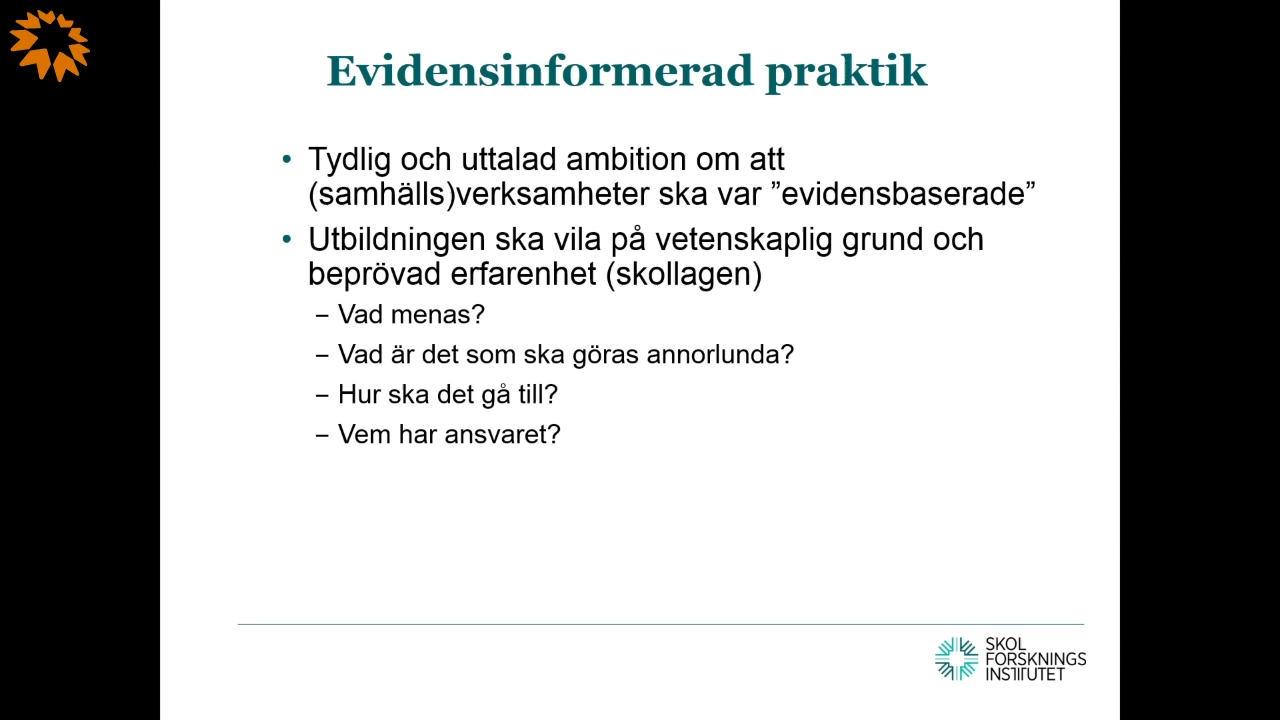 Evidensinformerad praktik
• Tydlig och uttalad ambition om att
(samhälls)verksamheter ska var ”evidensbaserade”
• Utbildningen ska vila på vetenskaplig grund och
beprövad erfarenhet (skollagen)
– Vad menas?
– Vad är det som ska göras annorlunda?
– Hur ska det gå till?
– Vem har ansvaret?
SKOL
FORSKNINGS
INSTITUTET